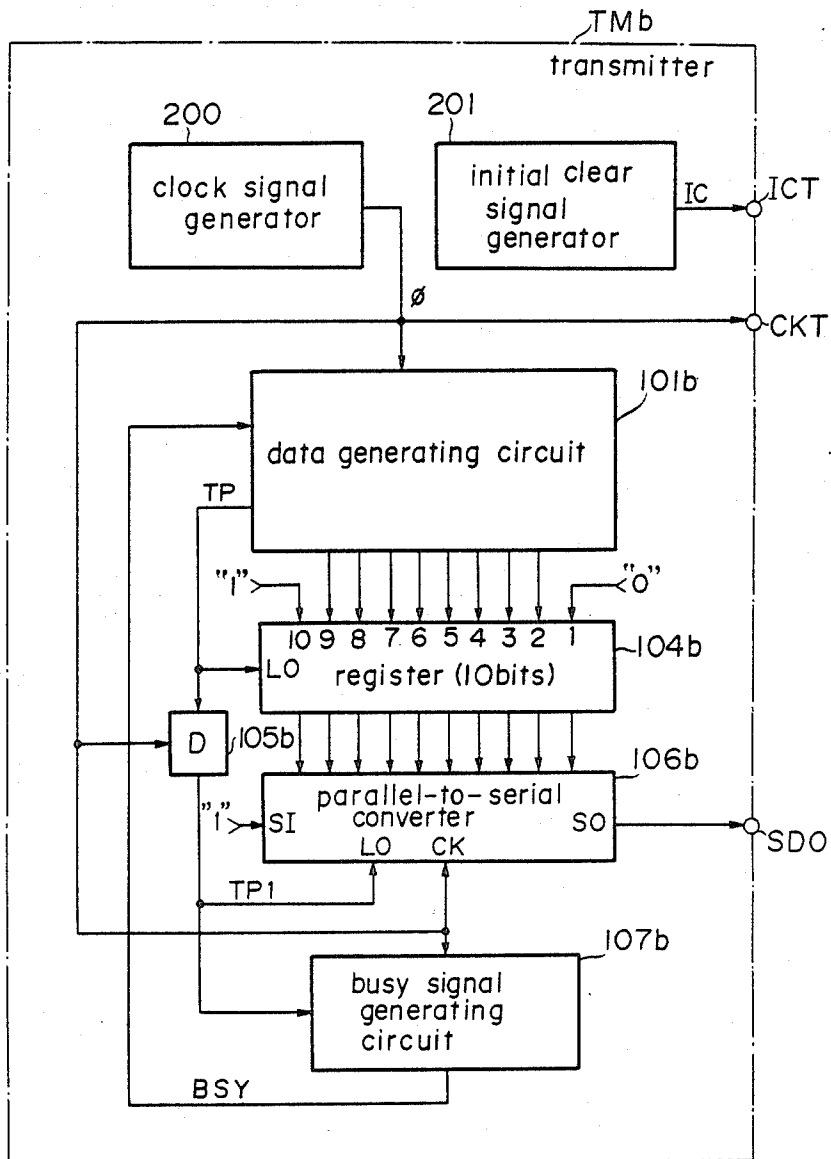 TMb
transmitter
200
201
clock signal
generator
initial clear
signal
generator
IC
ICT
ø
CKT
101b
data generating circuit
TP
"1"
"0"
10 9 8 7 6 5 4 3 2 1
LO
register (10bits)
104b
D
105b
106b
parallel-to-serial
converter
"1"
SI
SO
LO
CK
SDO
TP1
107b
busy signal
generating
circuit
BSY